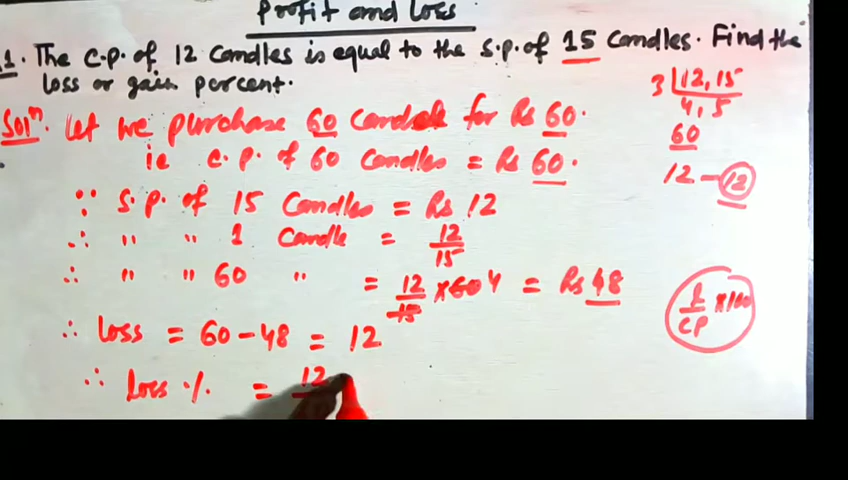 Profit and Loss
1. The C.P. of 12 Candles is equal to the S.P. of 15 Candles. Find the
loss or gain percent.
3 | 12, 15
4, 5
60
12 - 12
Solⁿ. Let we purchase 60 Candle for Rs 60.
ie C.P. of 60 Candles = Rs 60.
∵ S.P. of 15 Candles = Rs 12
∴ " " 1 Candle = 12/15
∴ " " 60 " = 12/15 × 60 4 = Rs 48
∴ Loss = 60 - 48 = 12
∴ Loss % = 12
L/CP × 100